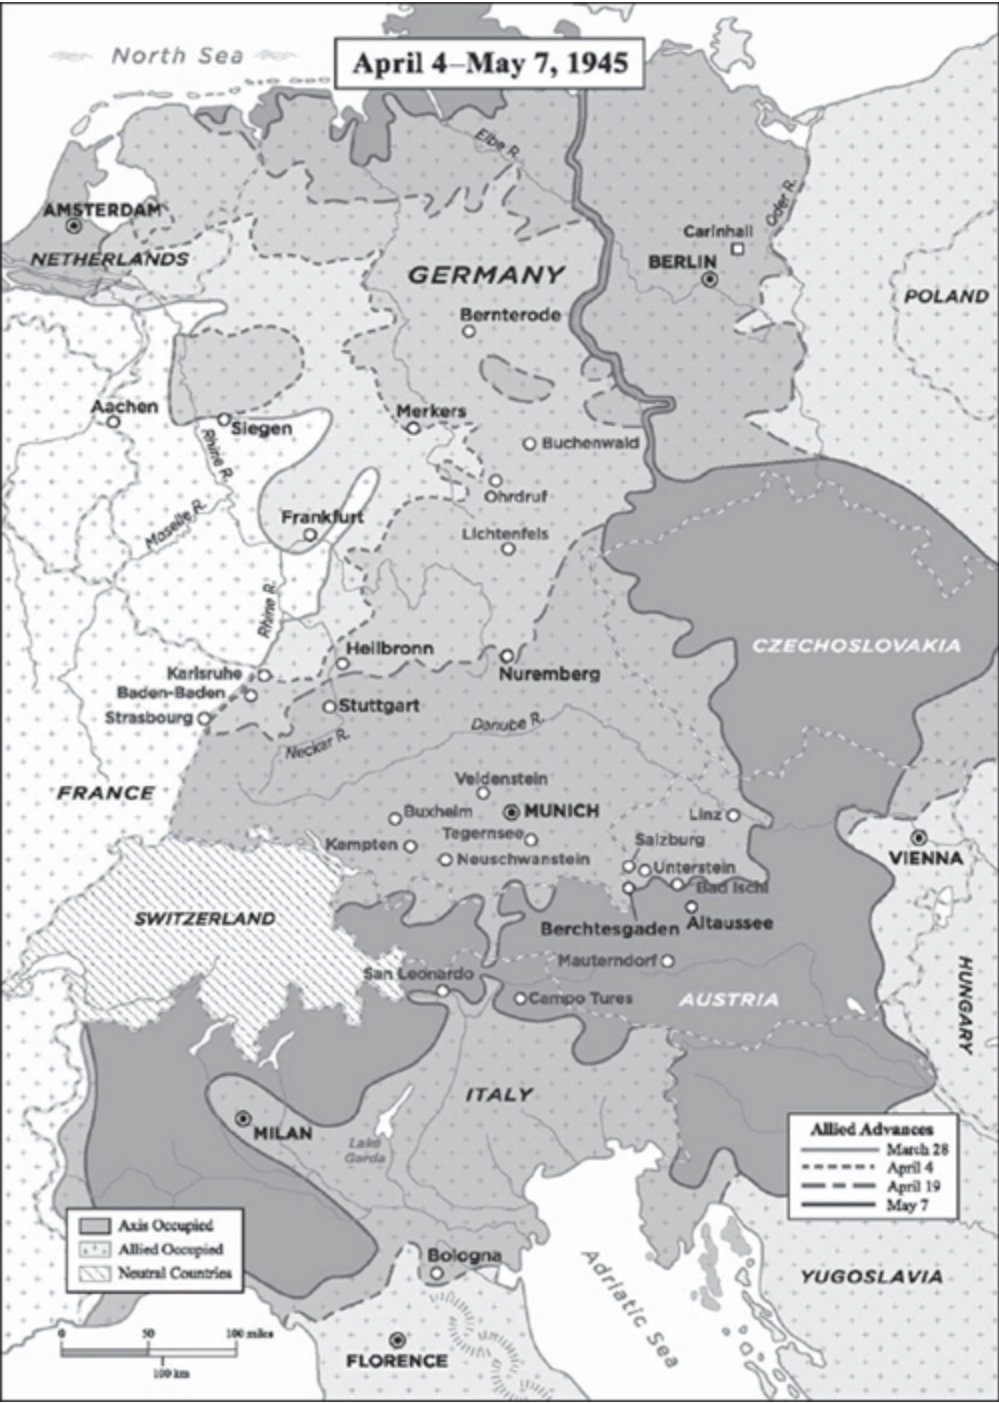 North Sea
April 4–May 7, 1945
Elbe R.
Oder R.
AMSTERDAM
NETHERLANDS
Carinhall
BERLIN
GERMANY
POLAND
Bernterode
Aachen
Siegen
Merkers
Buchenwald
Rhine R.
Ohrdruf
Moselle R.
Frankfurt
Lichtenfels
Rhine R.
Heilbronn
CZECHOSLOVAKIA
Karlsruhe
Nuremberg
Baden-Baden
Strasbourg
Stuttgart
Danube R.
Neckar R.
Veldenstein
FRANCE
Buxheim
MUNICH
Linz
Tegernsee
Salzburg
Kempten
Neuschwanstein
Unterstein
VIENNA
Bad Ischl
SWITZERLAND
Berchtesgaden
Altaussee
Mauterndorf
San Leonardo
Campo Tures
AUSTRIA
HUNGARY
ITALY
MILAN
Lake
Garda
Allied Advances
March 28
April 4
April 19
May 7
Axis Occupied
Allied Occupied
Neutral Countries
Bologna
Adriatic Sea
YUGOSLAVIA
0 50 100 miles
100 km
FLORENCE